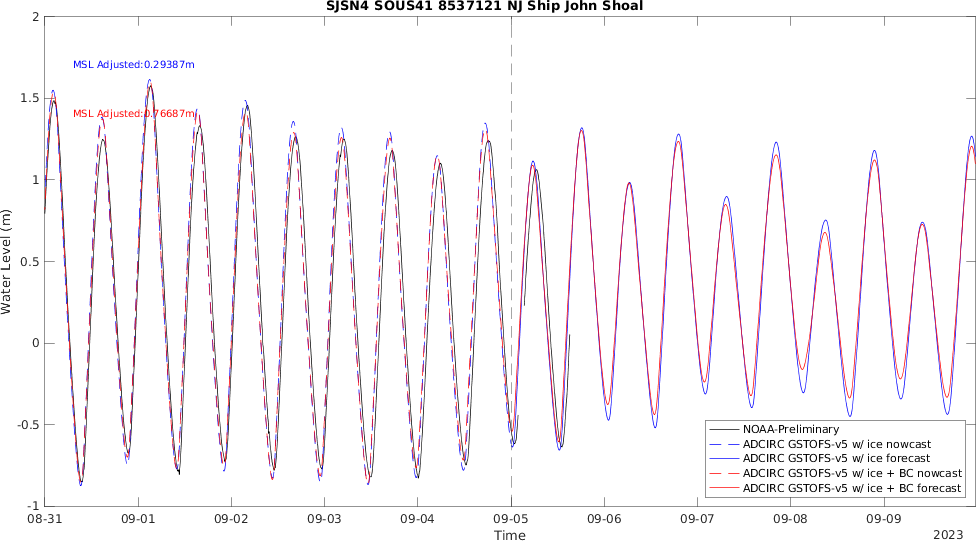 SJSN4 SOUS41 8537121 NJ Ship John Shoal
MSL Adjusted:0.29387m
MSL Adjusted:0.76687m
Water Level (m)
2
1.5
1
0.5
0
-0.5
-1
08-31
09-01
09-02
09-03
09-04
09-05
09-06
09-07
09-08
09-09
Time
2023
NOAA-Preliminary
ADCIRC GSTOFS-v5 w/ ice nowcast
ADCIRC GSTOFS-v5 w/ ice forecast
ADCIRC GSTOFS-v5 w/ ice + BC nowcast
ADCIRC GSTOFS-v5 w/ ice + BC forecast